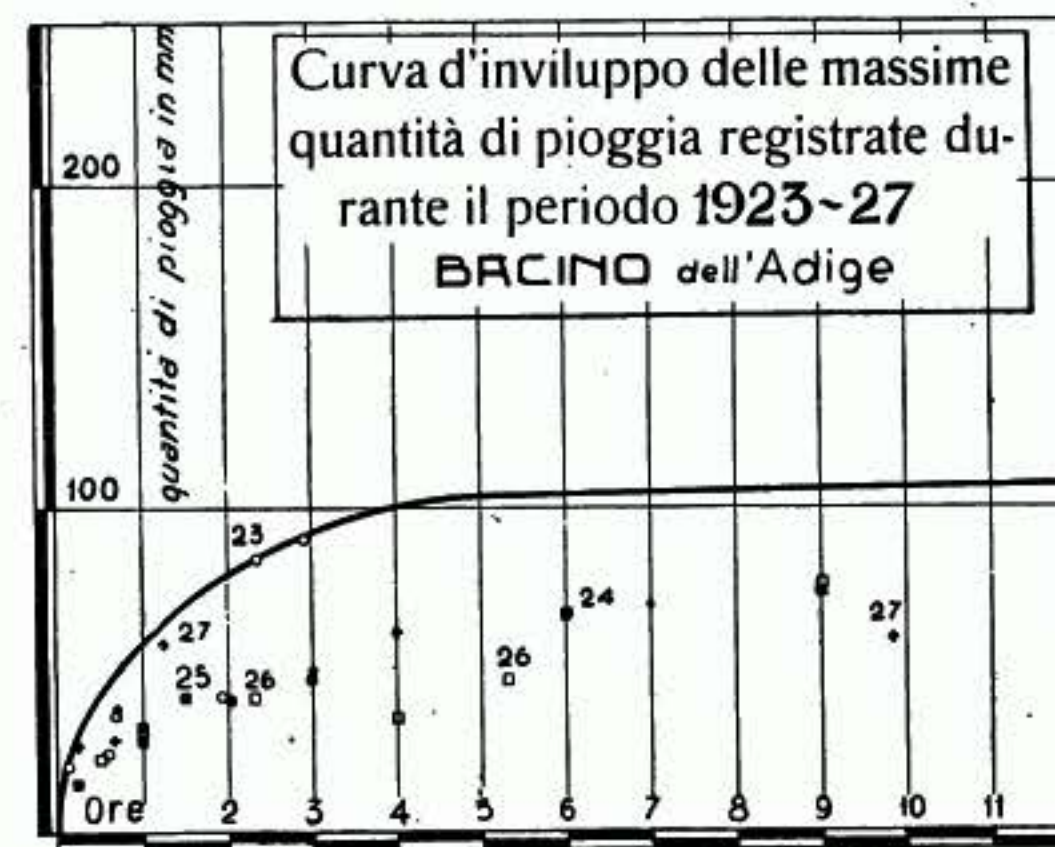 Curva d'inviluppo delle massime
quantità di pioggia registrate du-
rante il periodo 1923~27
BACINO dell'Adige
quantità di pioggia in mm
200
100
23
27
24
27
26
25
26
8
Ore 2 3 4 5 6 7 8 9 10 11